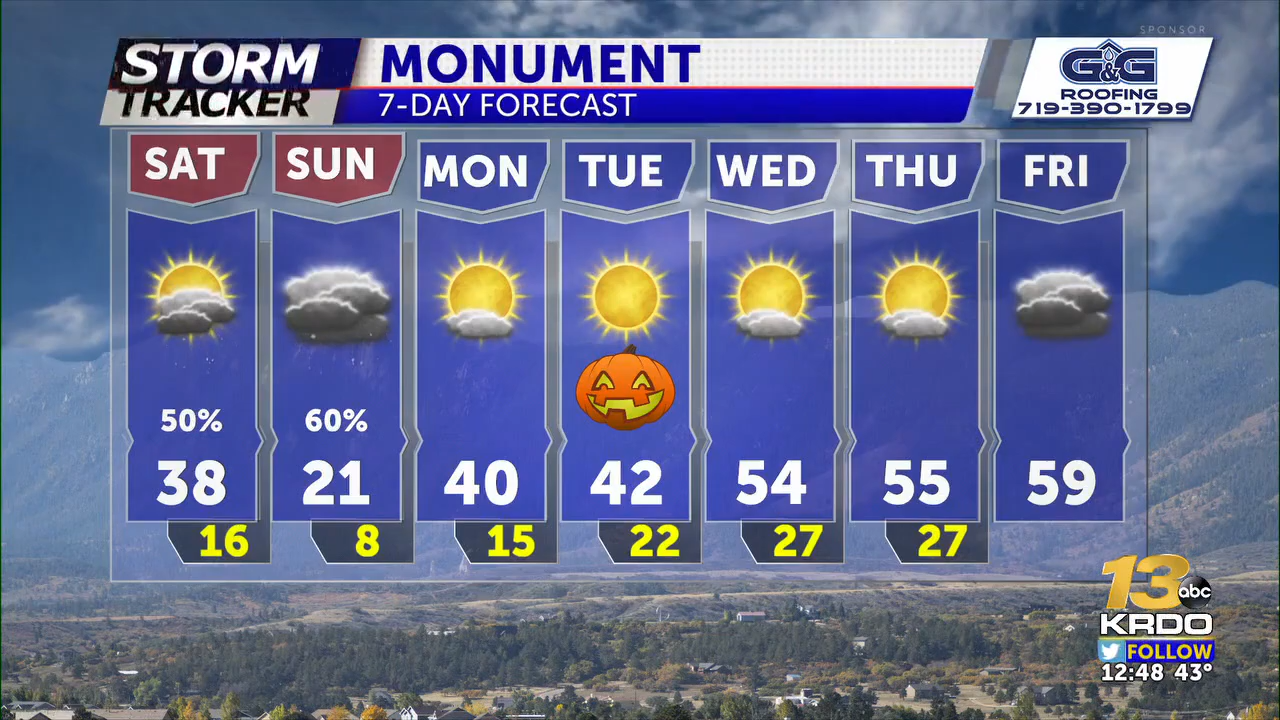 SPONSOR
STORM
TRACKER
MONUMENT
7-DAY FORECAST
G&G
ROOFING
719-390-1799
SAT SUN MON TUE WED THU FRI
50% 60%
38 21 40 42 54 55 59
16 8 15 22 27 27
13 abc
KRDO
FOLLOW
12:48 43°